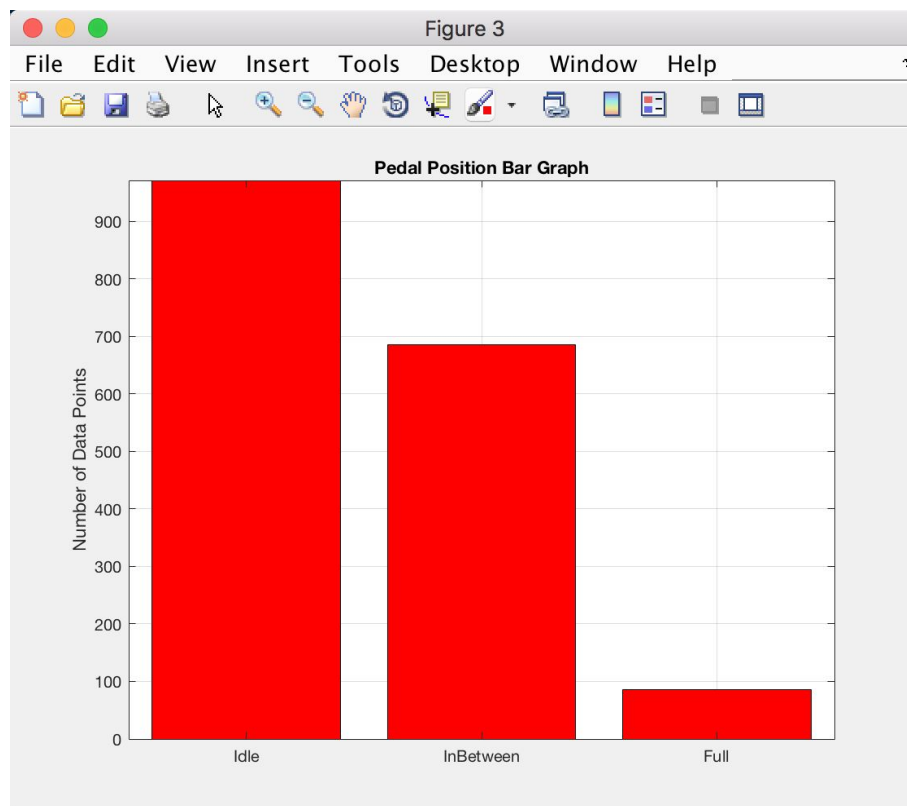 Figure 3
File Edit View Insert Tools Desktop Window Help
Pedal Position Bar Graph
Number of Data Points
900
800
700
600
500
400
300
200
100
0
Idle InBetween Full